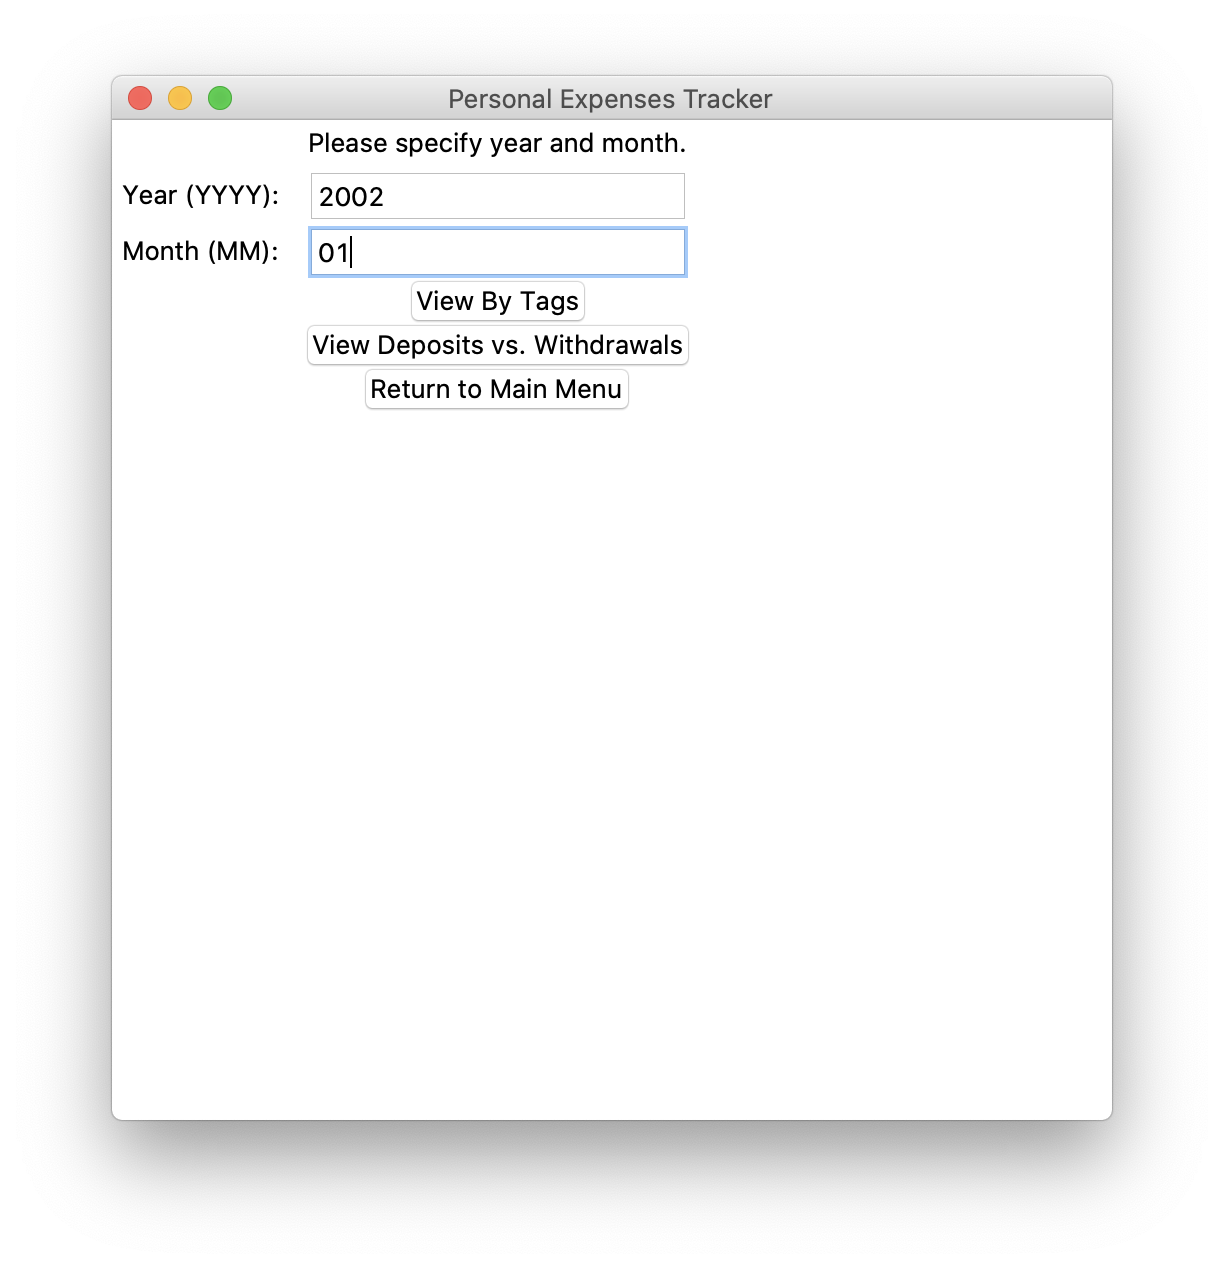 Personal Expenses Tracker
Please specify year and month.
Year (YYYY): 2002
Month (MM): 01
View By Tags
View Deposits vs. Withdrawals
Return to Main Menu